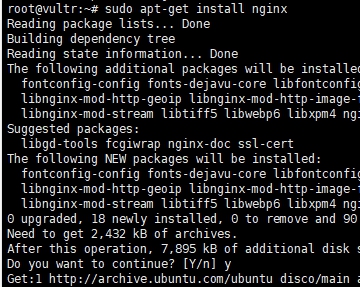 root@vultr:~# sudo apt-get install nginx
Reading package lists... Done
Building dependency tree
Reading state information... Done
The following additional packages will be installe
  fontconfig-config fonts-dejavu-core libfontconfig
  libnginx-mod-http-geoip libnginx-mod-http-image-f
  libnginx-mod-stream libtiff5 libwebp6 libxpm4 ngi
Suggested packages:
  libgd-tools fcgiwrap nginx-doc ssl-cert
The following NEW packages will be installed:
  fontconfig-config fonts-dejavu-core libfontconfig
  libnginx-mod-http-geoip libnginx-mod-http-image-f
  libnginx-mod-stream libtiff5 libwebp6 libxpm4 ngi
0 upgraded, 18 newly installed, 0 to remove and 90
Need to get 2,432 kB of archives.
After this operation, 7,895 kB of additional disk s
Do you want to continue? [Y/n] y
Get:1 http://archive.ubuntu.com/ubuntu disco/main a